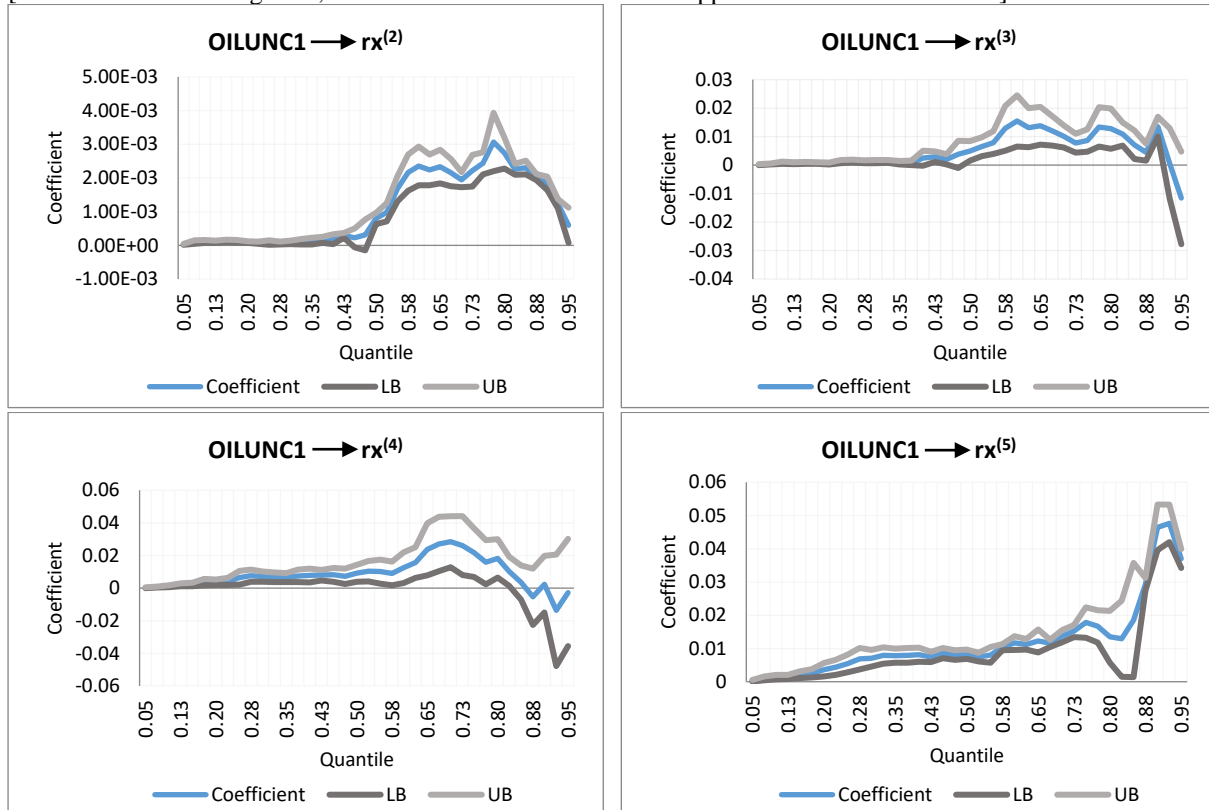 OILUNC1 → rx(2)
5.00E-03
4.00E-03
3.00E-03
2.00E-03
1.00E-03
0.00E+00
-1.00E-03
Coefficient
0.05 0.13 0.20 0.28 0.35 0.43 0.50 0.58 0.65 0.73 0.80 0.88 0.95
Quantile
Coefficient LB UB
OILUNC1 → rx(3)
0.03
0.02
0.01
0
-0.01
-0.02
-0.03
-0.04
Coefficient
0.05 0.13 0.20 0.28 0.35 0.43 0.50 0.58 0.65 0.73 0.80 0.88 0.95
Quantile
Coefficient LB UB
OILUNC1 → rx(4)
0.06
0.04
0.02
0
-0.02
-0.04
-0.06
Coefficient
0.05 0.13 0.20 0.28 0.35 0.43 0.50 0.58 0.65 0.73 0.80 0.88 0.95
Quantile
Coefficient LB UB
OILUNC1 → rx(5)
0.06
0.05
0.04
0.03
0.02
0.01
0
Coefficient
0.05 0.13 0.20 0.28 0.35 0.43 0.50 0.58 0.65 0.73 0.80 0.88 0.95
Quantile
Coefficient LB UB